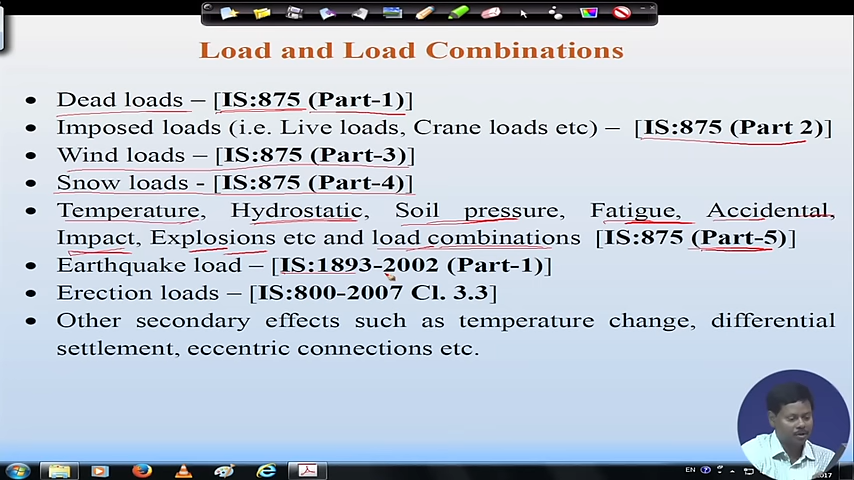 Load and Load Combinations
• Dead loads – [IS:875 (Part-1)]
• Imposed loads (i.e. Live loads, Crane loads etc) – [IS:875 (Part 2)]
• Wind loads – [IS:875 (Part-3)]
• Snow loads - [IS:875 (Part-4)]
• Temperature, Hydrostatic, Soil pressure, Fatigue, Accidental,
Impact, Explosions etc and load combinations [IS:875 (Part-5)]
• Earthquake load – [IS:1893-2002 (Part-1)]
• Erection loads – [IS:800-2007 Cl. 3.3]
• Other secondary effects such as temperature change, differential
settlement, eccentric connections etc.
EN